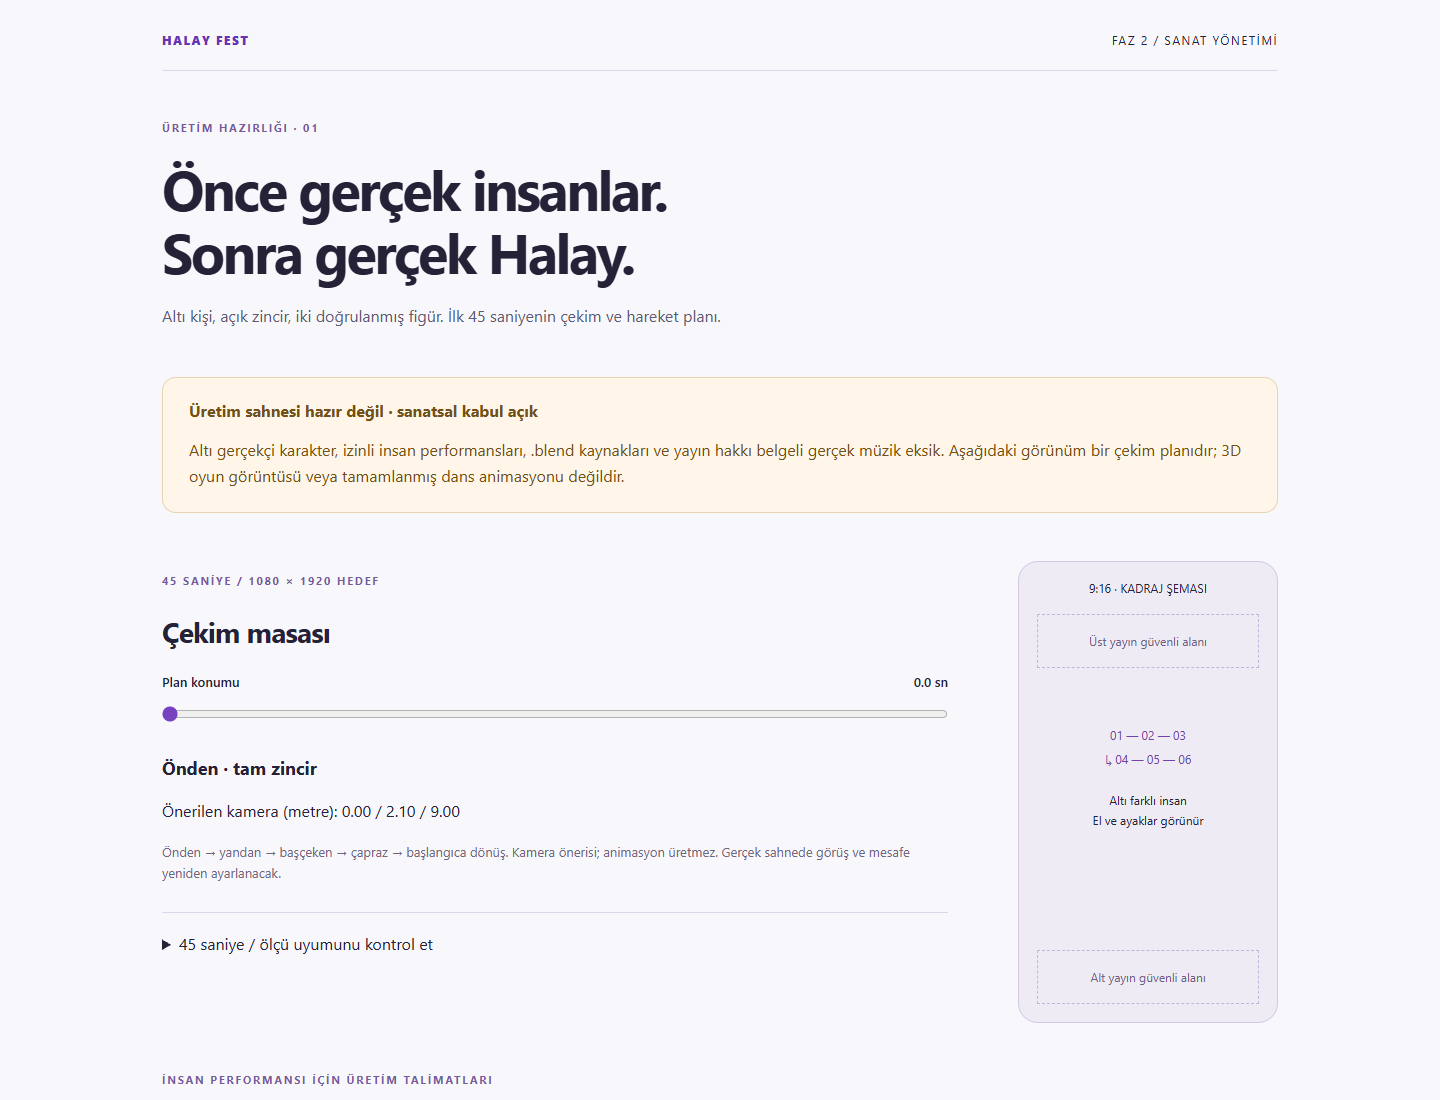 HALAY FEST
FAZ 2 / SANAT YÖNETİMİ
ÜRETİM HAZIRLIĞI · 01
Önce gerçek insanlar.
Sonra gerçek Halay.
Altı kişi, açık zincir, iki doğrulanmış figür. İlk 45 saniyenin çekim ve hareket planı.
Üretim sahnesi hazır değil · sanatsal kabul açık
Altı gerçekçi karakter, izinli insan performansları, .blend kaynakları ve yayın hakkı belgeli gerçek müzik eksik. Aşağıdaki görünüm bir çekim planıdır; 3D
oyun görüntüsü veya tamamlanmış dans animasyonu değildir.
45 SANİYE / 1080 × 1920 HEDEF
Çekim masası
Plan konumu
0.0 sn
Önden · tam zincir
Önerilen kamera (metre): 0.00 / 2.10 / 9.00
Önden → yandan → başçeken → çapraz → başlangıca dönüş. Kamera önerisi; animasyon üretmez. Gerçek sahnede görüş ve mesafe
yeniden ayarlanacak.
▶ 45 saniye / ölçü uyumunu kontrol et
9:16 · KADRAJ ŞEMASI
Üst yayın güvenli alanı
01 — 02 — 03
↳ 04 — 05 — 06
Altı farklı insan
El ve ayaklar görünür
Alt yayın güvenli alanı
İNSAN PERFORMANSI İÇİN ÜRETİM TALİMATLARI